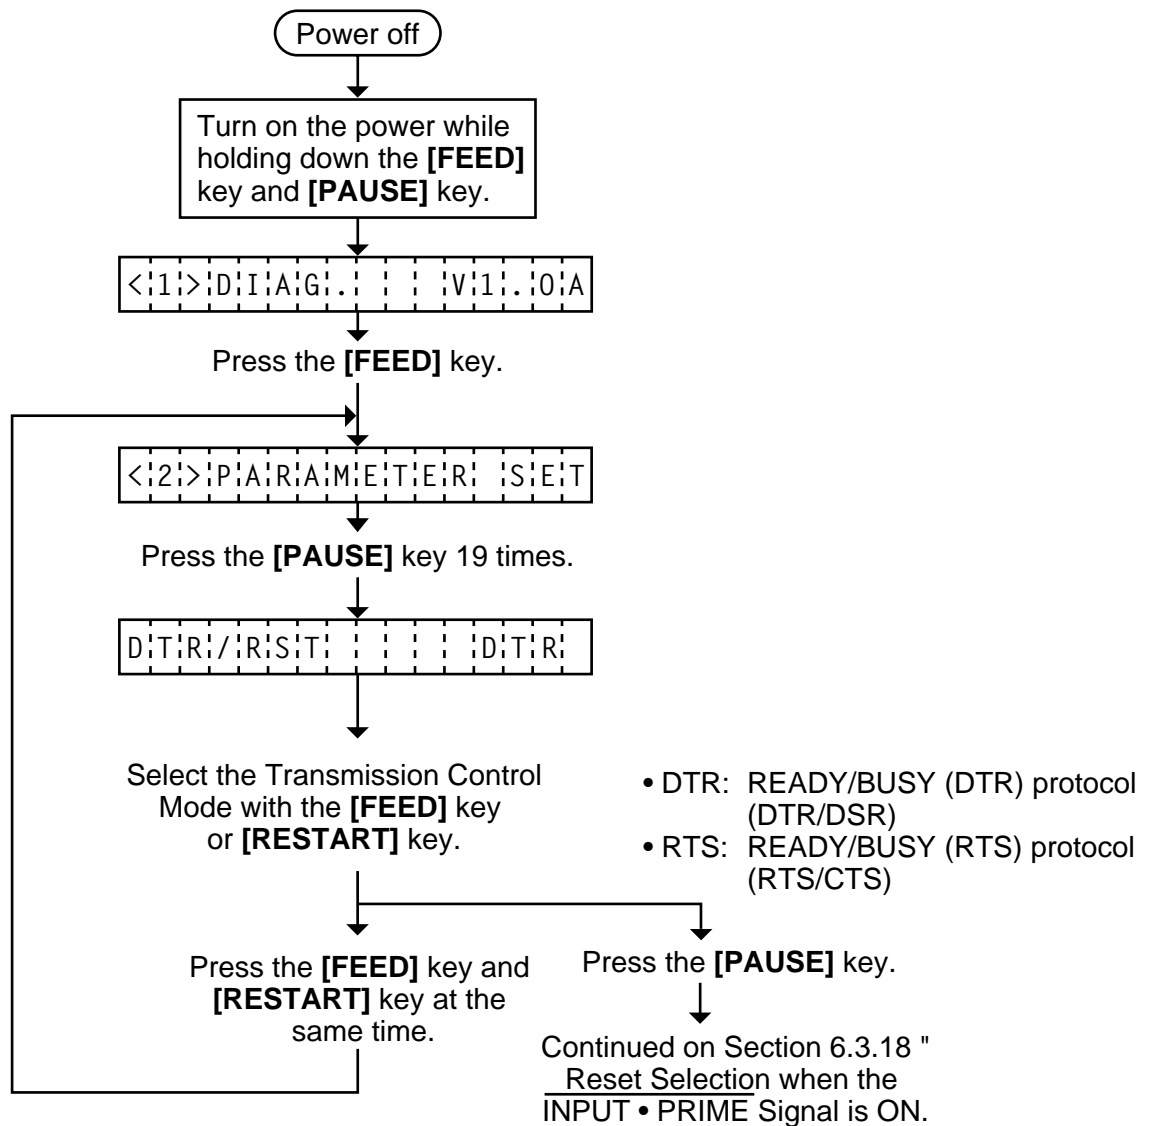 Power off
Turn on the power while
holding down the [FEED]
key and [PAUSE] key.
<1>DIAG.   V1.0A
Press the [FEED] key.
<2>PARAMETER SET
Press the [PAUSE] key 19 times.
DTR/RST     DTR
Select the Transmission Control
Mode with the [FEED] key
or [RESTART] key.
• DTR: READY/BUSY (DTR) protocol
(DTR/DSR)
• RTS: READY/BUSY (RTS) protocol
(RTS/CTS)
Press the [FEED] key and
[RESTART] key at the
same time.
Press the [PAUSE] key.
Continued on Section 6.3.18 "
Reset Selection when the
INPUT • PRIME Signal is ON.